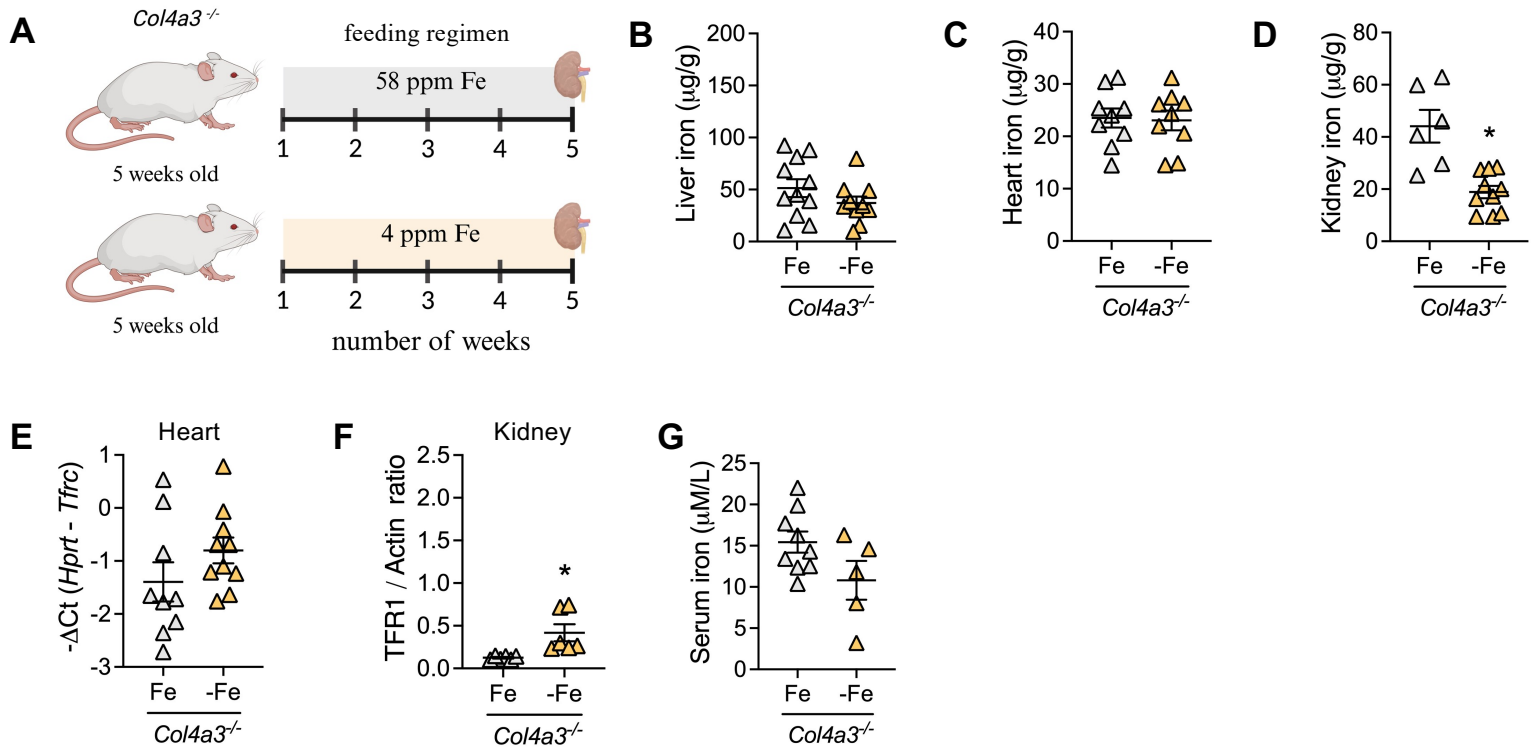 A
Col4a3 -/-
feeding regimen
58 ppm Fe
1 2 3 4 5
5 weeks old
4 ppm Fe
1 2 3 4 5
5 weeks old
number of weeks
B
Liver iron (µg/g)
200
150
100
50
0
Fe -Fe
Col4a3-/-
C
Heart iron (µg/g)
40
30
20
10
0
Fe -Fe
Col4a3-/-
D
Kidney iron (µg/g)
80
60
40
20
0
*
Fe -Fe
Col4a3-/-
E
Heart
-ΔCt (Hprt - Tfrc)
1
0
-1
-2
-3
Fe -Fe
Col4a3-/-
F
Kidney
TFR1 / Actin ratio
2.5
2.0
1.5
1.0
0.5
0.0
*
Fe -Fe
Col4a3-/-
G
Serum iron (µM/L)
25
20
15
10
5
0
Fe -Fe
Col4a3-/-